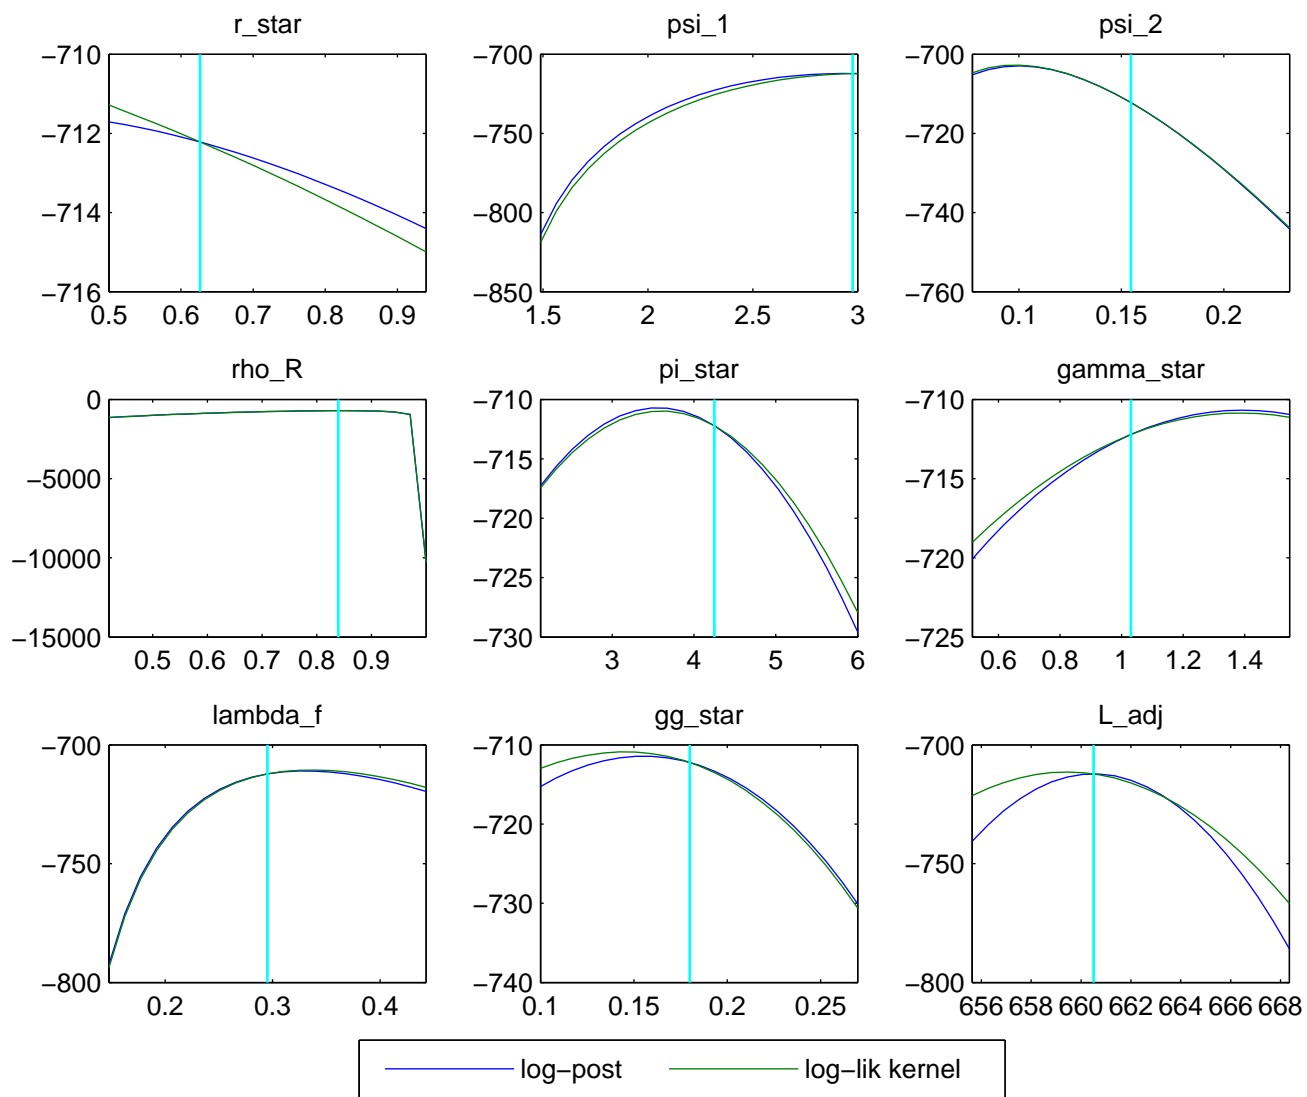 r_star
−710
−712
−714
−716
0.5 0.6 0.7 0.8 0.9
psi_1
−700
−750
−800
−850
1.5 2 2.5 3
psi_2
−700
−720
−740
−760
0.1 0.15 0.2
rho_R
0
−5000
−10000
−15000
0.5 0.6 0.7 0.8 0.9
pi_star
−710
−715
−720
−725
−730
3 4 5 6
gamma_star
−710
−715
−720
−725
0.6 0.8 1 1.2 1.4
lambda_f
−700
−750
−800
0.2 0.3 0.4
gg_star
−710
−720
−730
−740
0.1 0.15 0.2 0.25
L_adj
−700
−750
−800
656 658 660 662 664 666 668
log−post log−lik kernel